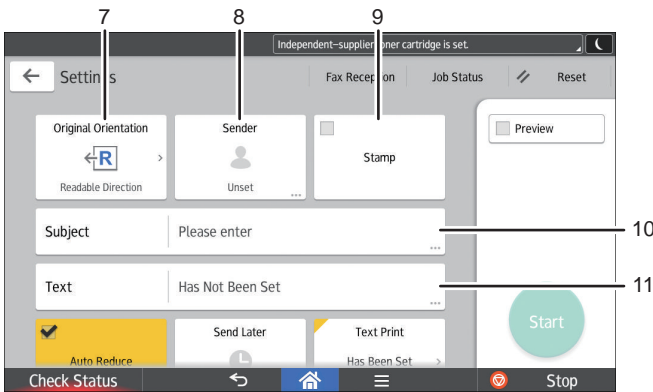 7 8 9
Independent-supplier toner cartridge is set.
Settings Fax Reception Job Status Reset
Original Orientation Sender Preview
R Stamp
Readable Direction Unset
Subject Please enter 10
Text Has Not Been Set 11
Start
Send Later Text Print
Auto Reduce Has Been Set
Check Status Stop